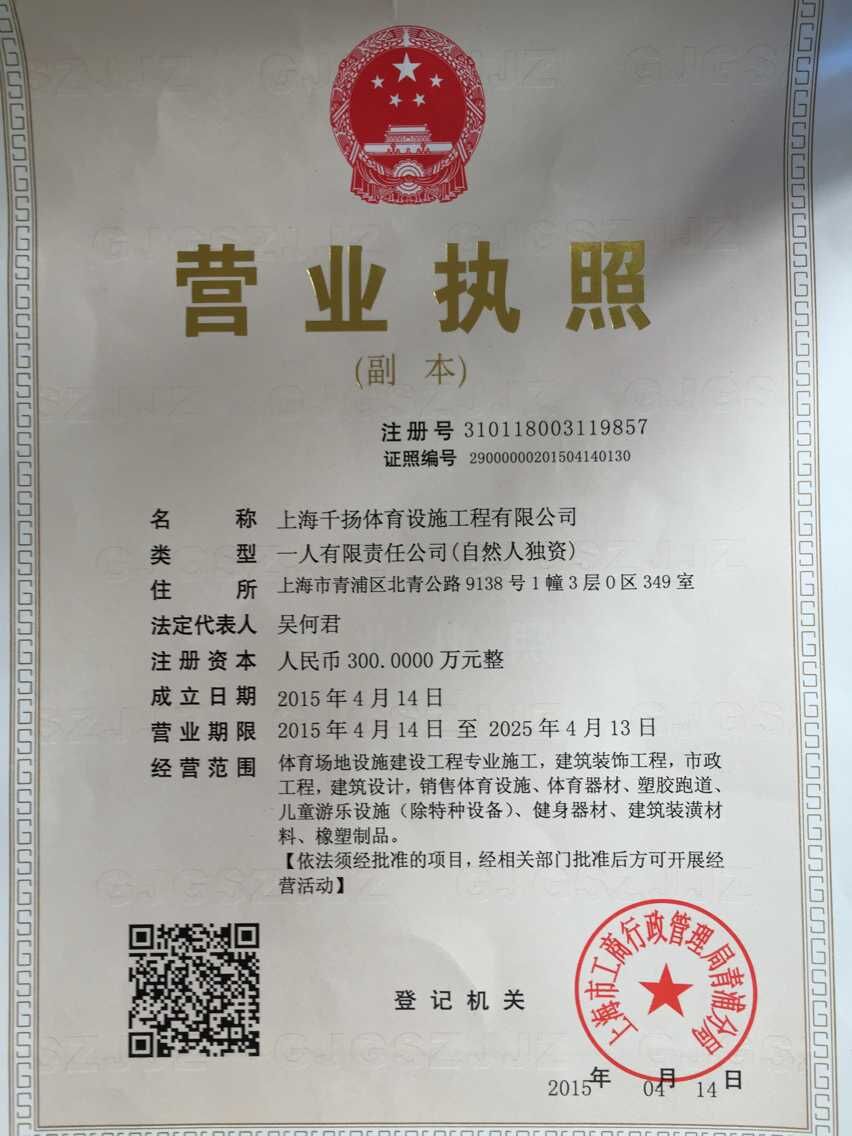 营业执照
(副 本)
注册号 310118003119857
证照编号 29000000201504140130
名 称 上海千扬体育设施工程有限公司
类 型 一人有限责任公司(自然人独资)
住 所 上海市青浦区北青公路9138号1幢3层O区349室
法定代表人 吴何君
注册资本 人民币300.0000万元整
成立日期 2015年4月14日
营业期限 2015年4月14日 至 2025年4月13日
经营范围 体育场地设施建设工程专业施工，建筑装饰工程，市政
工程，建筑设计，销售体育设施、体育器材、塑胶跑道、
儿童游乐设施（除特种设备）、健身器材、建筑装潢材
料、橡塑制品。
【依法须经批准的项目，经相关部门批准后方可开展经
营活动】
登记机关
上海市工商行政管理局青浦分局
2015年04月14日